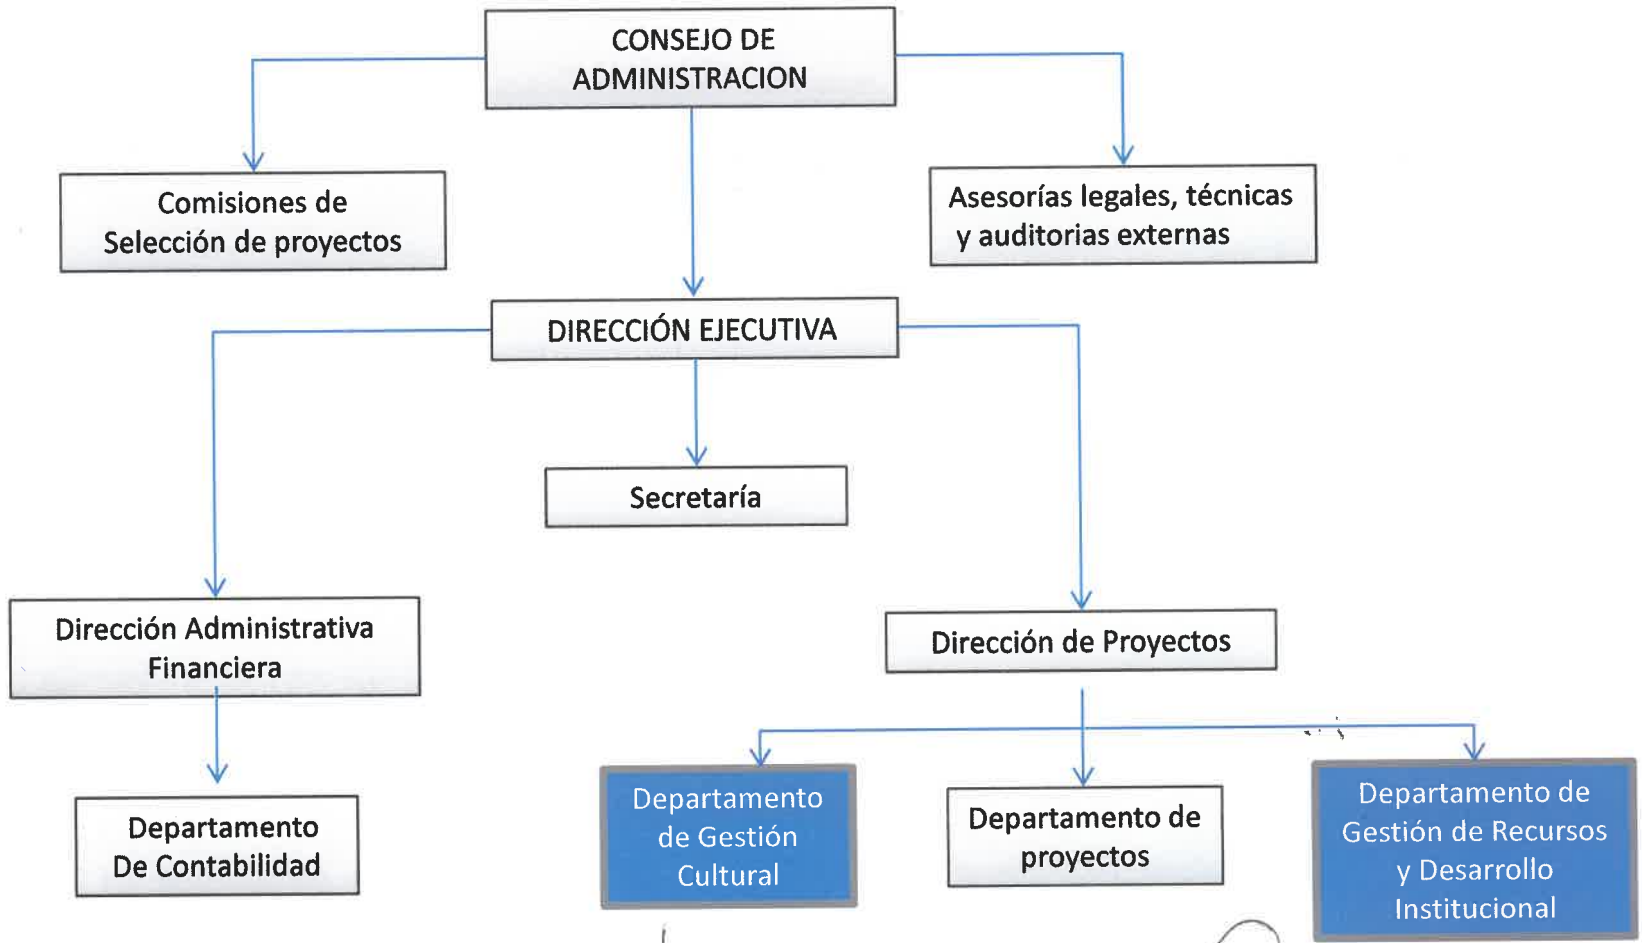 CONSEJO DE
ADMINISTRACION
Comisiones de
Selección de proyectos
Asesorías legales, técnicas
y auditorias externas
DIRECCIÓN EJECUTIVA
Secretaría
Dirección Administrativa
Financiera
Dirección de Proyectos
Departamento
De Contabilidad
Departamento
de Gestión
Cultural
Departamento de
proyectos
Departamento de
Gestión de Recursos
y Desarrollo
Institucional